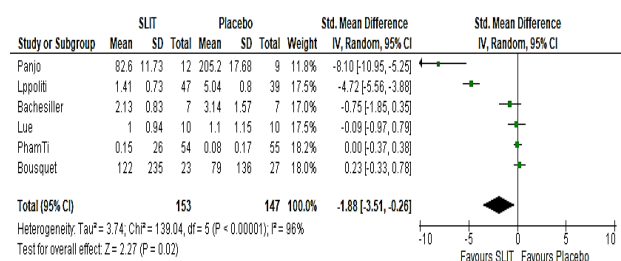 SLIT Placebo Std. Mean Difference Std. Mean Difference
Study or Subgroup Mean SD Total Mean SD Total Weight IV, Random, 95% CI IV, Random, 95% CI
Panjo 82.6 11.73 12 205.2 17.68 9 11.8% -8.10 [-10.95, -5.25]
Lppoliti 1.41 0.73 47 5.04 0.8 39 17.5% -4.72 [-5.56, -3.88]
Bachesiller 2.13 0.83 7 3.14 1.57 7 17.2% -0.75 [-1.85, 0.35]
Lue 1 0.94 10 1.1 1.15 10 17.5% -0.09 [-0.97, 0.79]
PhamTi 0.15 26 54 0.08 0.17 55 18.1% 0.00 [-0.37, 0.38]
Bousquet 122 235 23 79 136 27 18.0% 0.23 [-0.33, 0.78]
Total (95% CI) 153 147 100.0% -1.88 [-3.51, -0.26]
Heterogeneity: Tau² = 3.74; Chi² = 139.04, df = 5 (P < 0.00001); I² = 96%
Test for overall effect: Z = 2.27 (P = 0.02)
-10 -5 0 5 10
Favours SLIT Favours Placebo